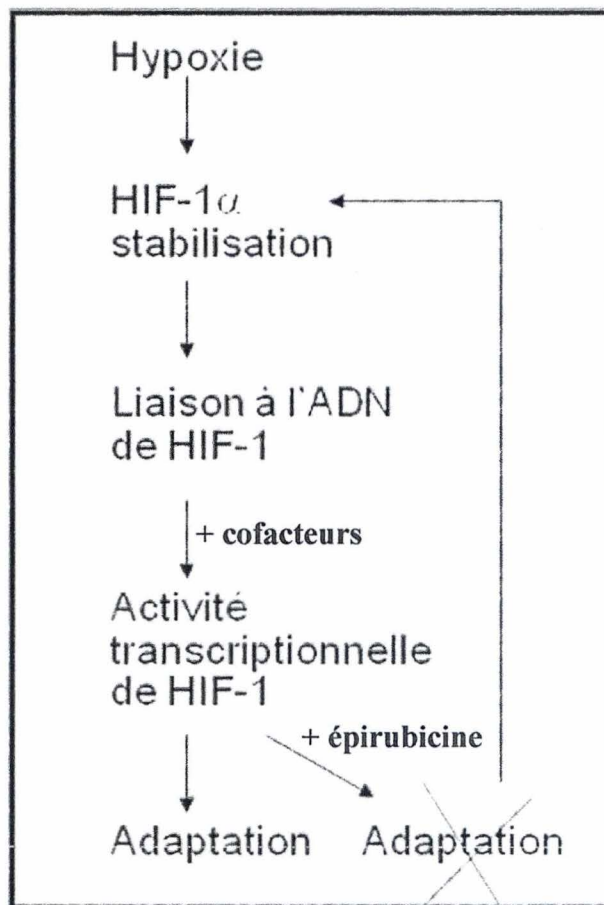 Hypoxie
HIF-1α
stabilisation
Liaison à l'ADN
de HIF-1
+ cofacteurs
Activité
transcriptionnelle
de HIF-1
+ épirubicine
Adaptation Adaptation